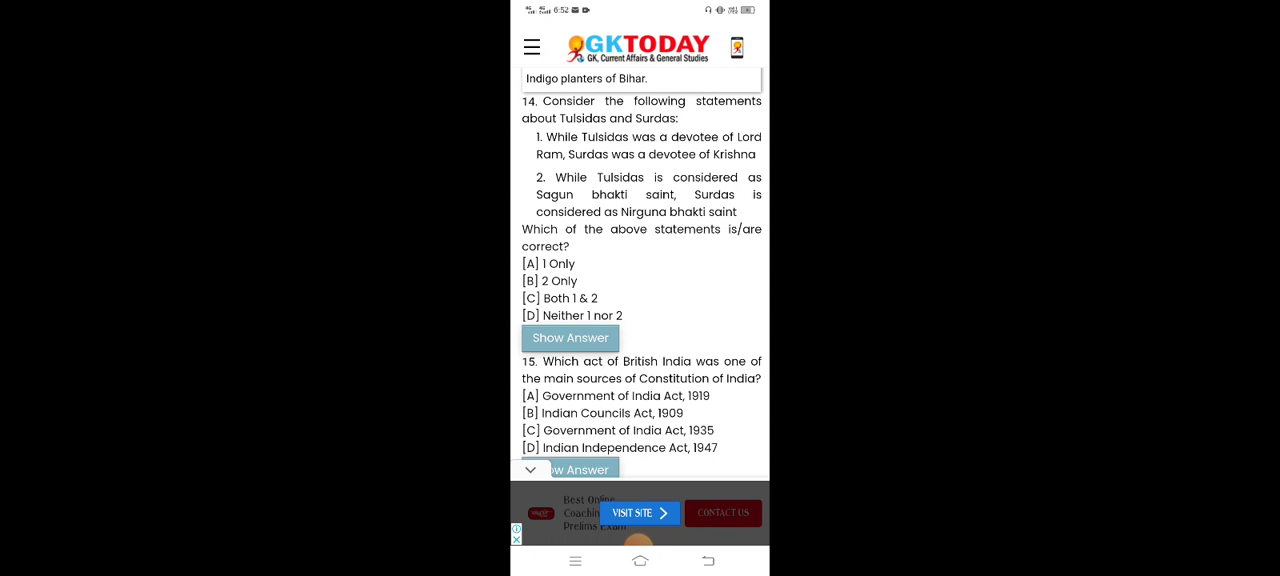 6:52
GKTODAY
GK, Current Affairs & General Studies
Indigo planters of Bihar.
14. Consider the following statements
about Tulsidas and Surdas:
1. While Tulsidas was a devotee of Lord
Ram, Surdas was a devotee of Krishna
2. While Tulsidas is considered as
Sagun bhakti saint, Surdas is
considered as Nirguna bhakti saint
Which of the above statements is/are
correct?
[A] 1 Only
[B] 2 Only
[C] Both 1 & 2
[D] Neither 1 nor 2
Show Answer
15. Which act of British India was one of
the main sources of Constitution of India?
[A] Government of India Act, 1919
[B] Indian Councils Act, 1909
[C] Government of India Act, 1935
[D] Indian Independence Act, 1947
ow Answer
Best Online
Coachin
Prelims Exam
VISIT SITE
CONTACT US